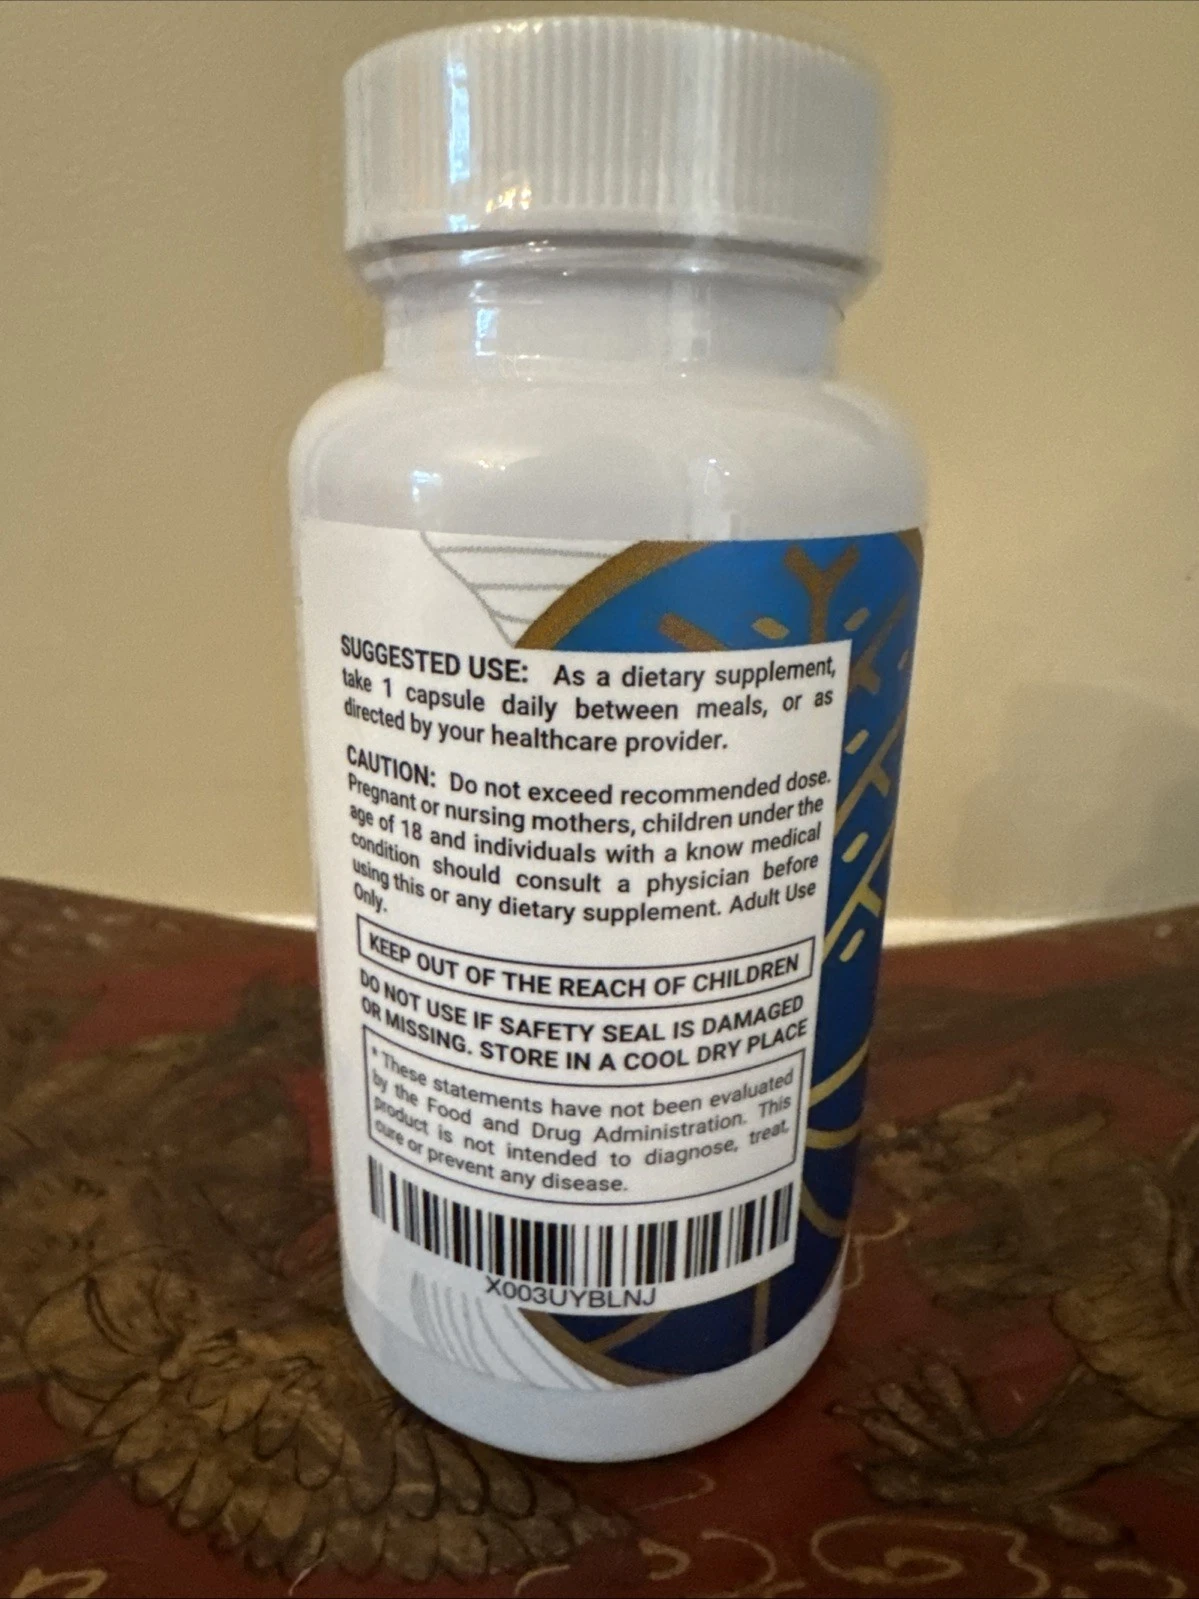 SUGGESTED USE: As a dietary supplement,
take 1 capsule daily between meals, or as
directed by your healthcare provider.
CAUTION: Do not exceed recommended dose.
Pregnant or nursing mothers, children under the
age of 18 and individuals with a know medical
condition should consult a physician before
using this or any dietary supplement. Adult Use
Only.
KEEP OUT OF THE REACH OF CHILDREN
DO NOT USE IF SAFETY SEAL IS DAMAGED
OR MISSING. STORE IN A COOL DRY PLACE
* These statements have not been evaluated
by the Food and Drug Administration. This
product is not intended to diagnose, treat,
cure or prevent any disease.
X003UYBLNJ